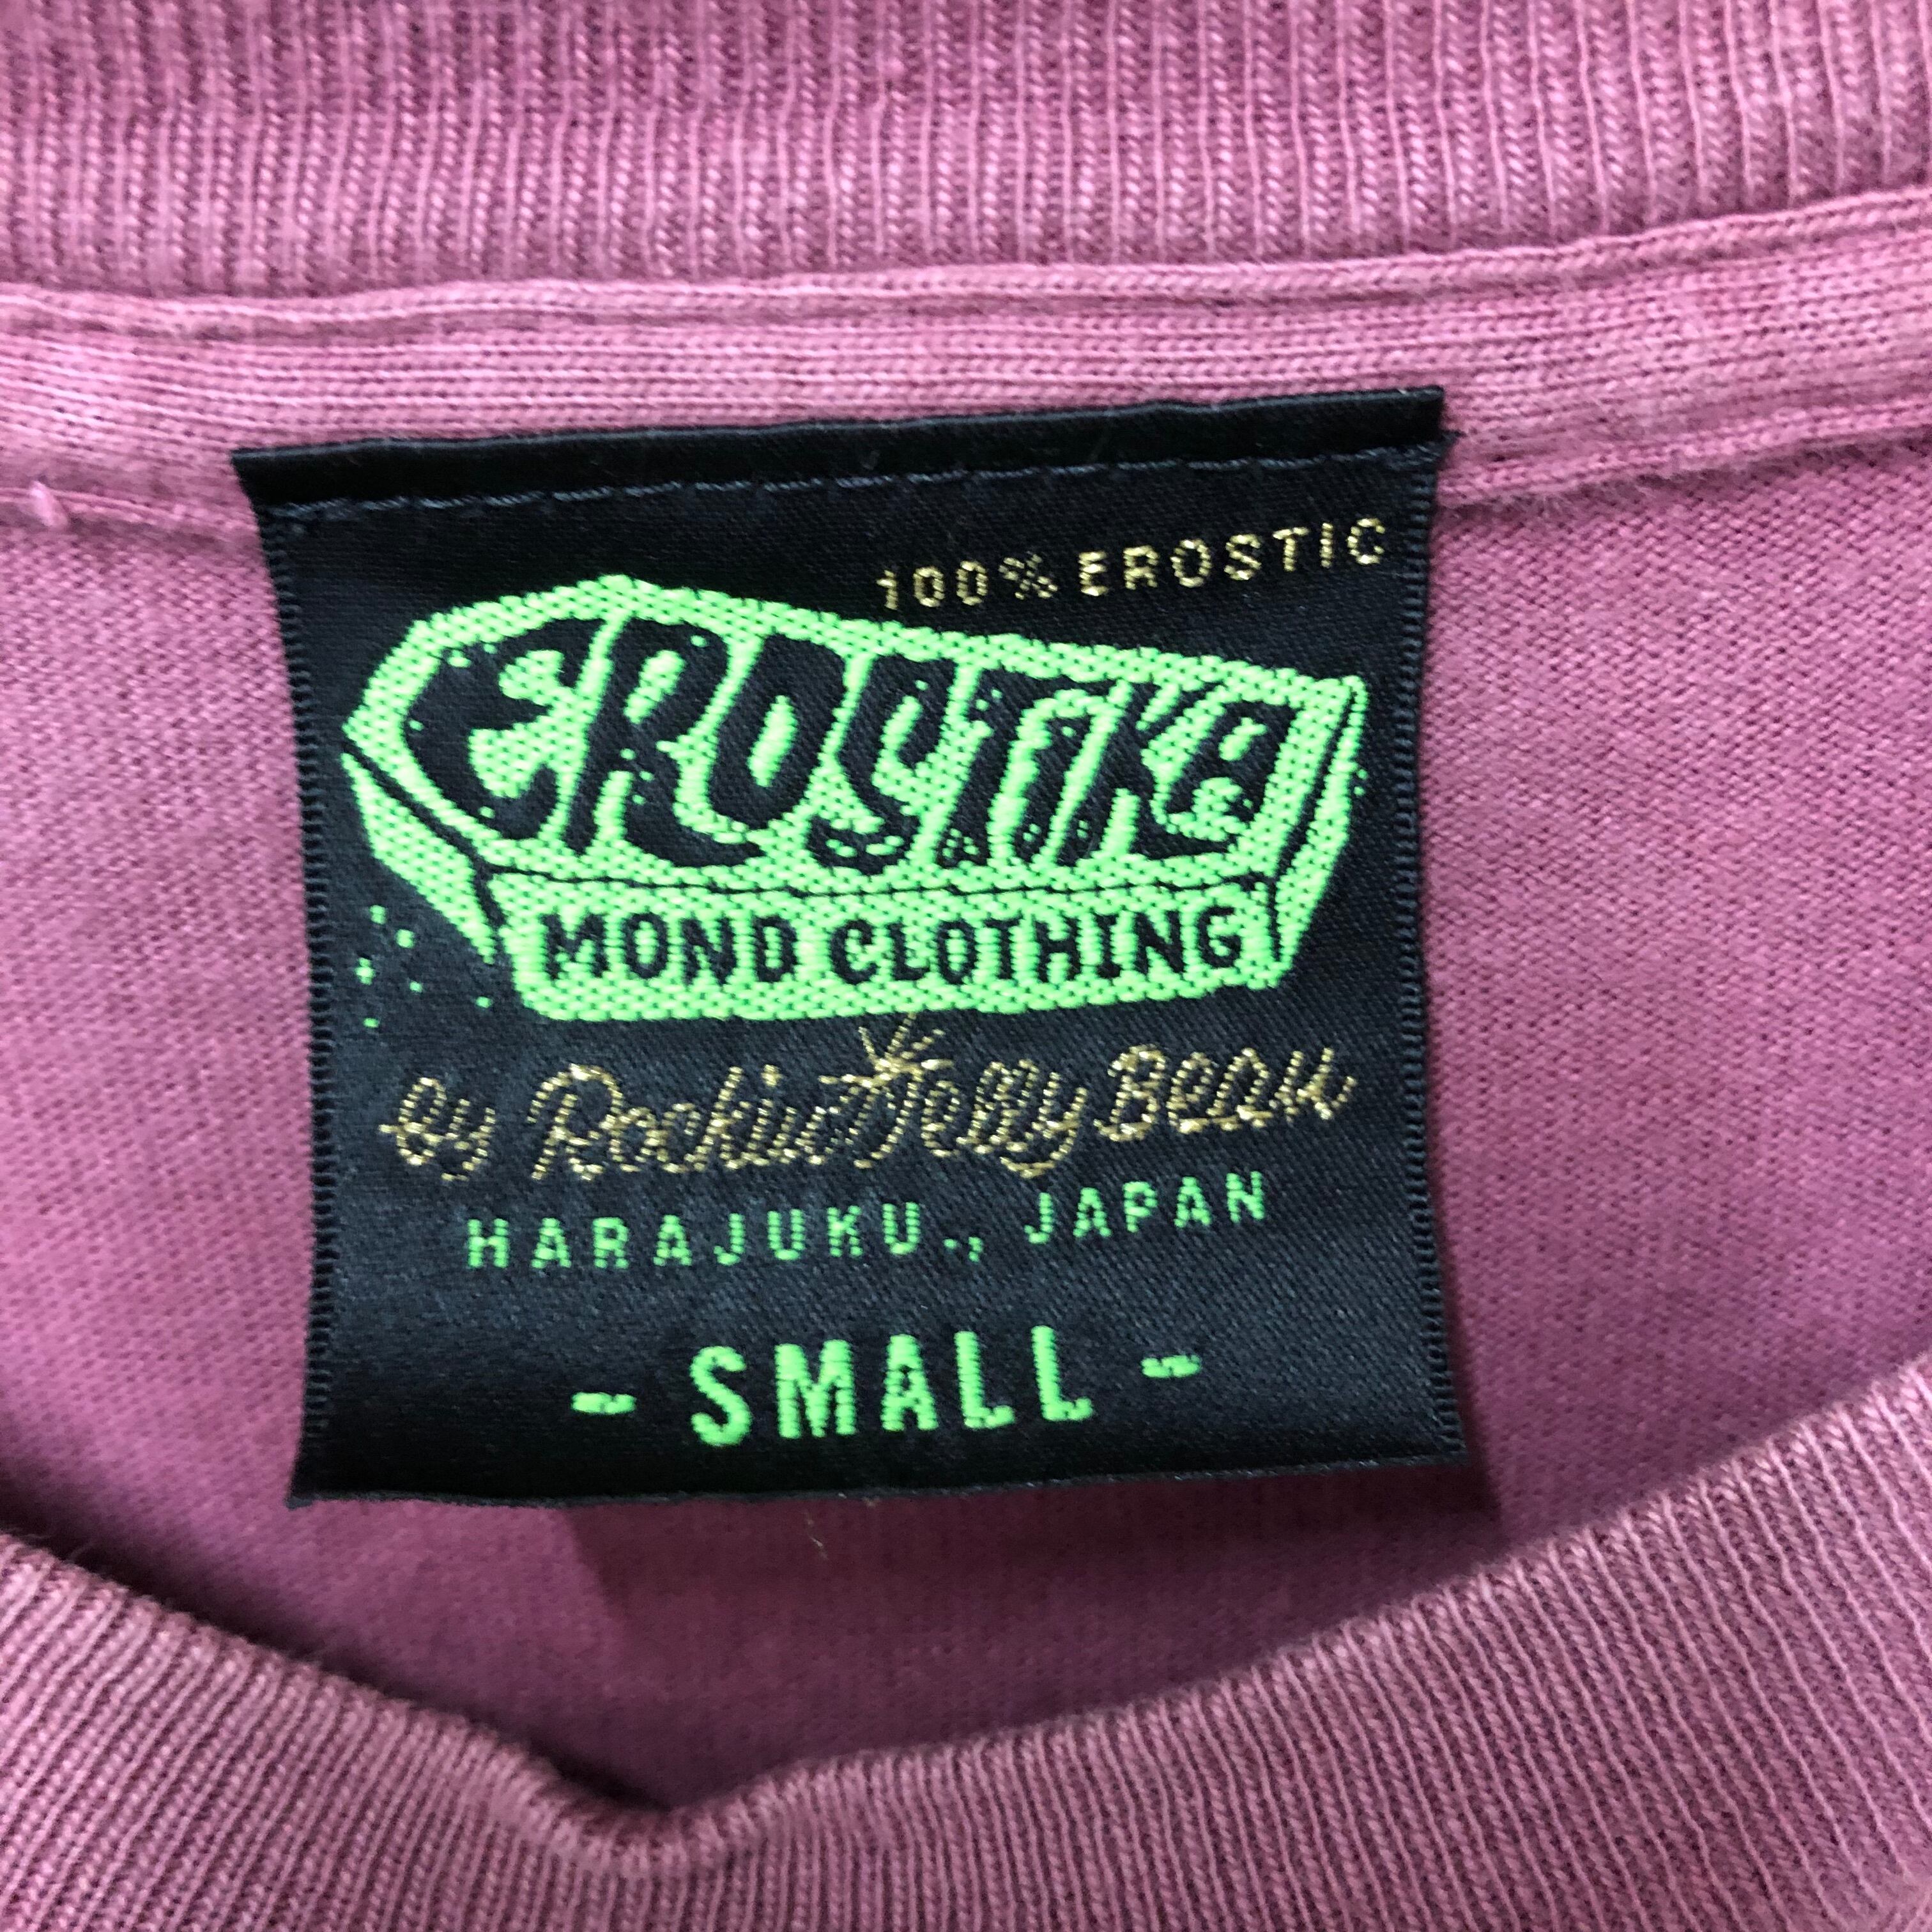 100% EROSTIC
EROSTIKA
MOND CLOTHING
by Rockin' Jelly Bean
HARAJUKU., JAPAN
- SMALL -